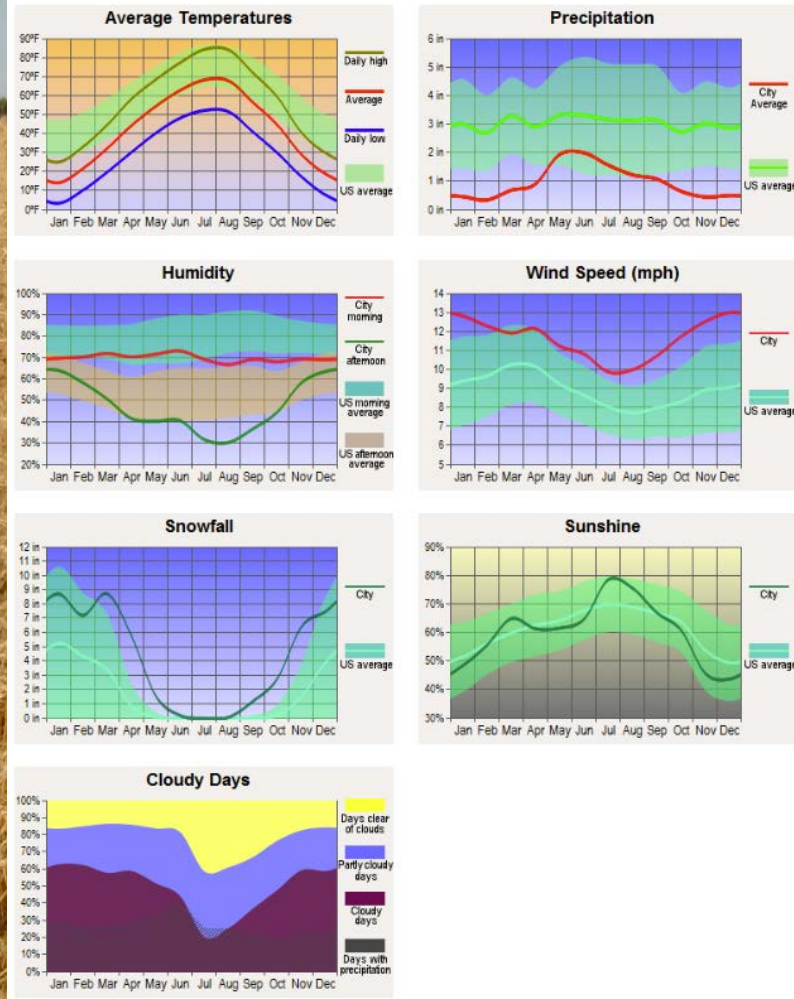 Average Temperatures
90ºF
80ºF
70ºF
60ºF
50ºF
40ºF
30ºF
20ºF
10ºF
0ºF
Jan Feb Mar Apr May Jun Jul Aug Sep Oct Nov Dec
Daily high
Average
Daily low
US average
Precipitation
6 in
6 in
4 in
3 in
2 in
1 in
0 in
Jan Feb Mar Apr May Jun Jul Aug Sep Oct Nov Dec
City
Average
US average
Humidity
100%
90%
80%
70%
60%
50%
40%
30%
20%
Jan Feb Mar Apr May Jun Jul Aug Sep Oct Nov Dec
City
morning
City
afternoon
US morning
average
US afternoon
average
Wind Speed (mph)
14
13
12
11
10
9
8
7
6
5
Jan Feb Mar Apr May Jun Jul Aug Sep Oct Nov Dec
City
US average
Snowfall
12 in
11 in
10 in
9 in
8 in
7 in
6 in
5 in
4 in
3 in
2 in
1 in
0 in
Jan Feb Mar Apr May Jun Jul Aug Sep Oct Nov Dec
City
US average
Sunshine
90%
80%
70%
60%
50%
40%
30%
Jan Feb Mar Apr May Jun Jul Aug Sep Oct Nov Dec
City
US average
Cloudy Days
100%
90%
80%
70%
60%
50%
40%
30%
20%
10%
0%
Jan Feb Mar Apr May Jun Jul Aug Sep Oct Nov Dec
Days clear
of clouds
Partly cloudy
days
Cloudy
days
Days with
precipitation